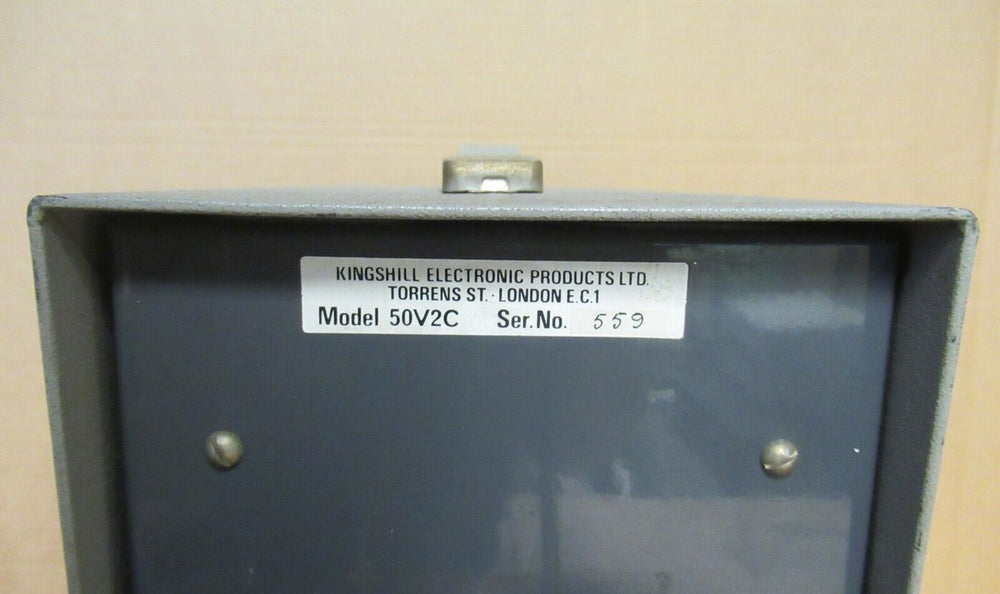 KINGSHILL ELECTRONIC PRODUCTS LTD.
TORRENS ST. · LONDON E.C.1
Model 50V2C Ser.No. 559